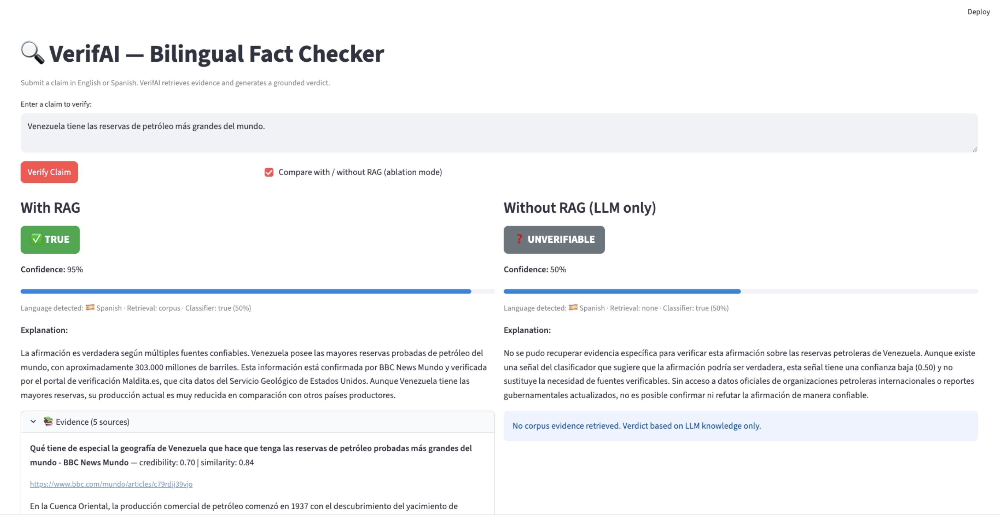 Deploy
🔍 VerifAI — Bilingual Fact Checker
Submit a claim in English or Spanish. VerifAI retrieves evidence and generates a grounded verdict.
Enter a claim to verify:
Venezuela tiene las reservas de petróleo más grandes del mundo.
Verify Claim
Compare with / without RAG (ablation mode)
With RAG
✅ TRUE
Confidence: 95%
Language detected: 🇪🇸 Spanish · Retrieval: corpus · Classifier: true (50%)
Explanation:
La afirmación es verdadera según múltiples fuentes confiables. Venezuela posee las mayores reservas probadas de petróleo del
mundo, con aproximadamente 303.000 millones de barriles. Esta información está confirmada por BBC News Mundo y verificada
por el portal de verificación Maldita.es, que cita datos del Servicio Geológico de Estados Unidos. Aunque Venezuela tiene las
mayores reservas, su producción actual es muy reducida en comparación con otros países productores.
📚 Evidence (5 sources)
Qué tiene de especial la geografía de Venezuela que hace que tenga las reservas de petróleo probadas más grandes del
mundo - BBC News Mundo — credibility: 0.70 | similarity: 0.84
https://www.bbc.com/mundo/articles/c79rdjj39vjo
En la Cuenca Oriental, la producción comercial de petróleo comenzó en 1937 con el descubrimiento del yacimiento de
Without RAG (LLM only)
❓ UNVERIFIABLE
Confidence: 50%
Language detected: 🇪🇸 Spanish · Retrieval: none · Classifier: true (50%)
Explanation:
No se pudo recuperar evidencia específica para verificar esta afirmación sobre las reservas petroleras de Venezuela. Aunque existe
una señal del clasificador que sugiere que la afirmación podría ser verdadera, esta señal tiene una confianza baja (0.50) y no
sustituye la necesidad de fuentes verificables. Sin acceso a datos oficiales de organizaciones petroleras internacionales o reportes
gubernamentales actualizados, no es posible confirmar ni refutar la afirmación de manera confiable.
No corpus evidence retrieved. Verdict based on LLM knowledge only.